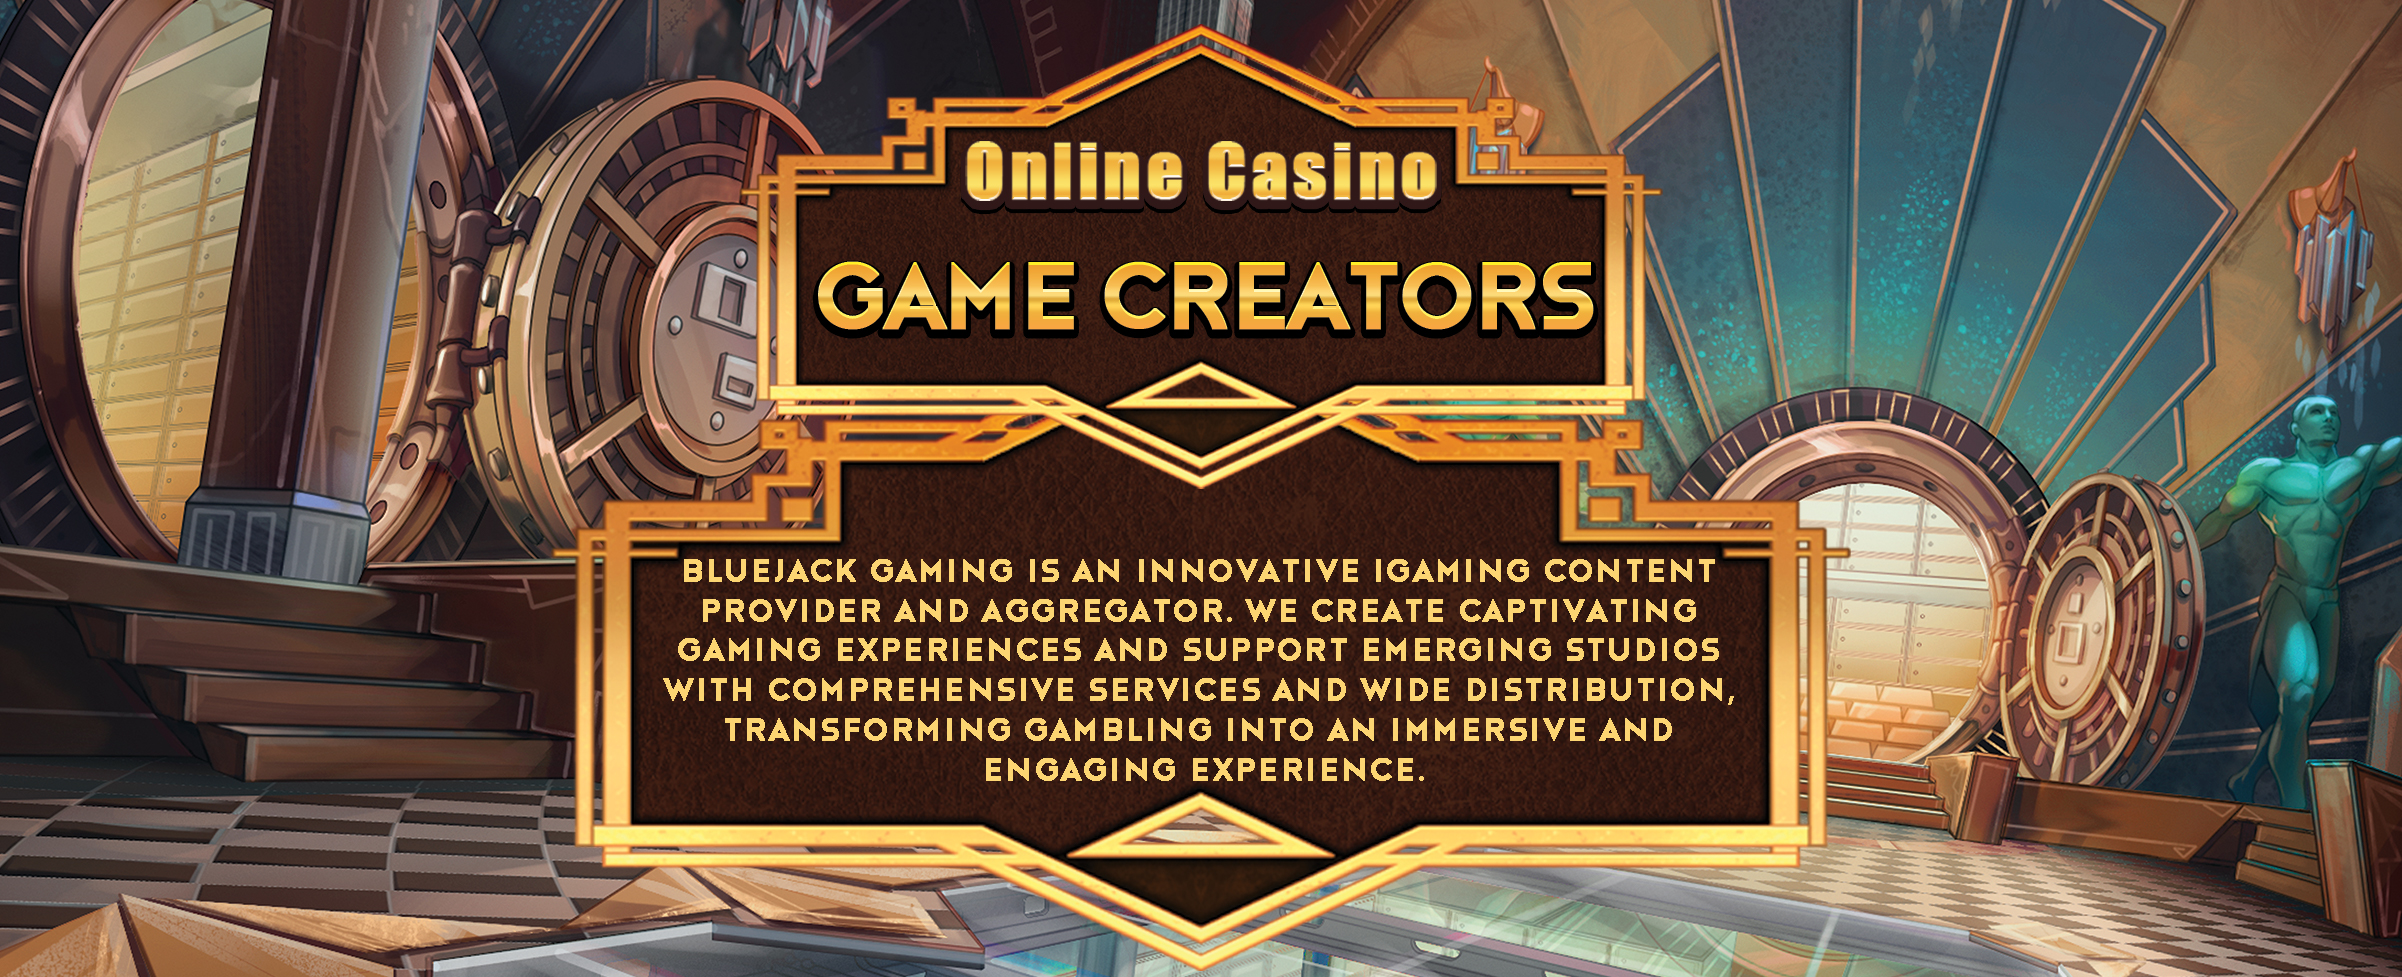 Online Casino
GAME CREATORS
BLUEJACK GAMING IS AN INNOVATIVE IGAMING CONTENT
PROVIDER AND AGGREGATOR. WE CREATE CAPTIVATING
GAMING EXPERIENCES AND SUPPORT EMERGING STUDIOS
WITH COMPREHENSIVE SERVICES AND WIDE DISTRIBUTION,
TRANSFORMING GAMBLING INTO AN IMMERSIVE AND
ENGAGING EXPERIENCE.